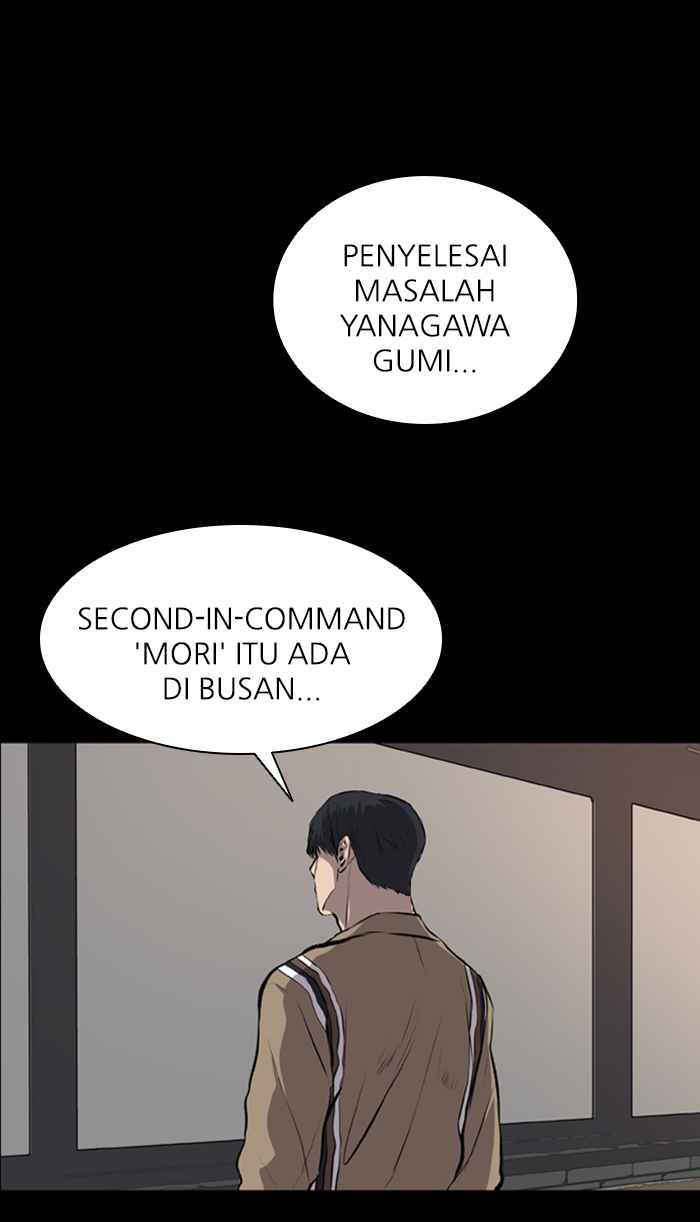 PENYELESAI
MASALAH
YANAGAWA
GUMI...
SECOND-IN-COMMAND
'MORI' ITU ADA
DI BUSAN...